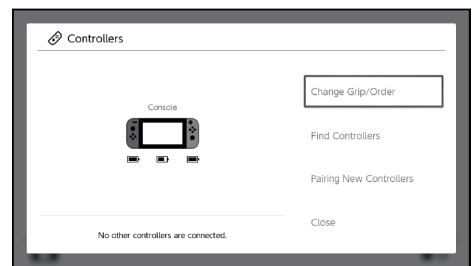 Controllers
Console
No other controllers are connected.
Change Grip/Order
Find Controllers
Pairing New Controllers
Close